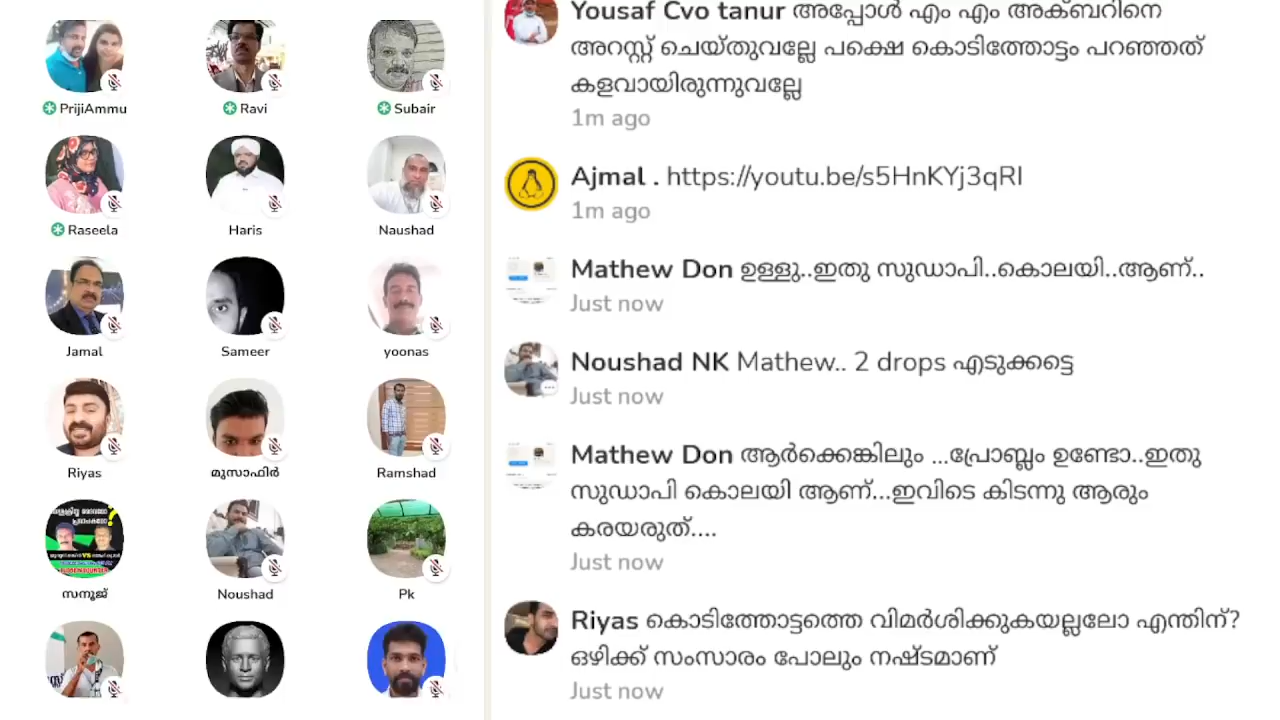 PrijiAmmu
Ravi
Subair
Raseela
Haris
Naushad
Jamal
Sameer
yoonas
Riyas
മുസാഫിർ
Ramshad
സനൂജ്
Noushad
Pk
Yousaf Cvo tanur അപ്പോൾ എം എം അക്ബറിനെ
അറസ്റ്റ് ചെയ്തുവല്ലേ പക്ഷെ കൊടിത്തോട്ടം പറഞ്ഞത്
കളവായിരുന്നുവല്ലേ
1m ago
Ajmal . https://youtu.be/s5HnKYj3qRI
1m ago
Mathew Don ഉള്ളു..ഇതു സുഡാപി..കൊലയി..ആണ്..
Just now
Noushad NK Mathew.. 2 drops എടുക്കട്ടെ
Just now
Mathew Don ആർക്കെങ്കിലും ...പ്രോബ്ലം ഉണ്ടോ..ഇതു
സുഡാപി കൊലയി ആണ്...ഇവിടെ കിടന്നു ആരും
കരയരുത്....
Just now
Riyas കൊടിത്തോട്ടത്തെ വിമർശിക്കുകയല്ലലോ എന്തിന്?
ഒഴിക്ക് സംസാരം പോലും നഷ്ടമാണ്
Just now